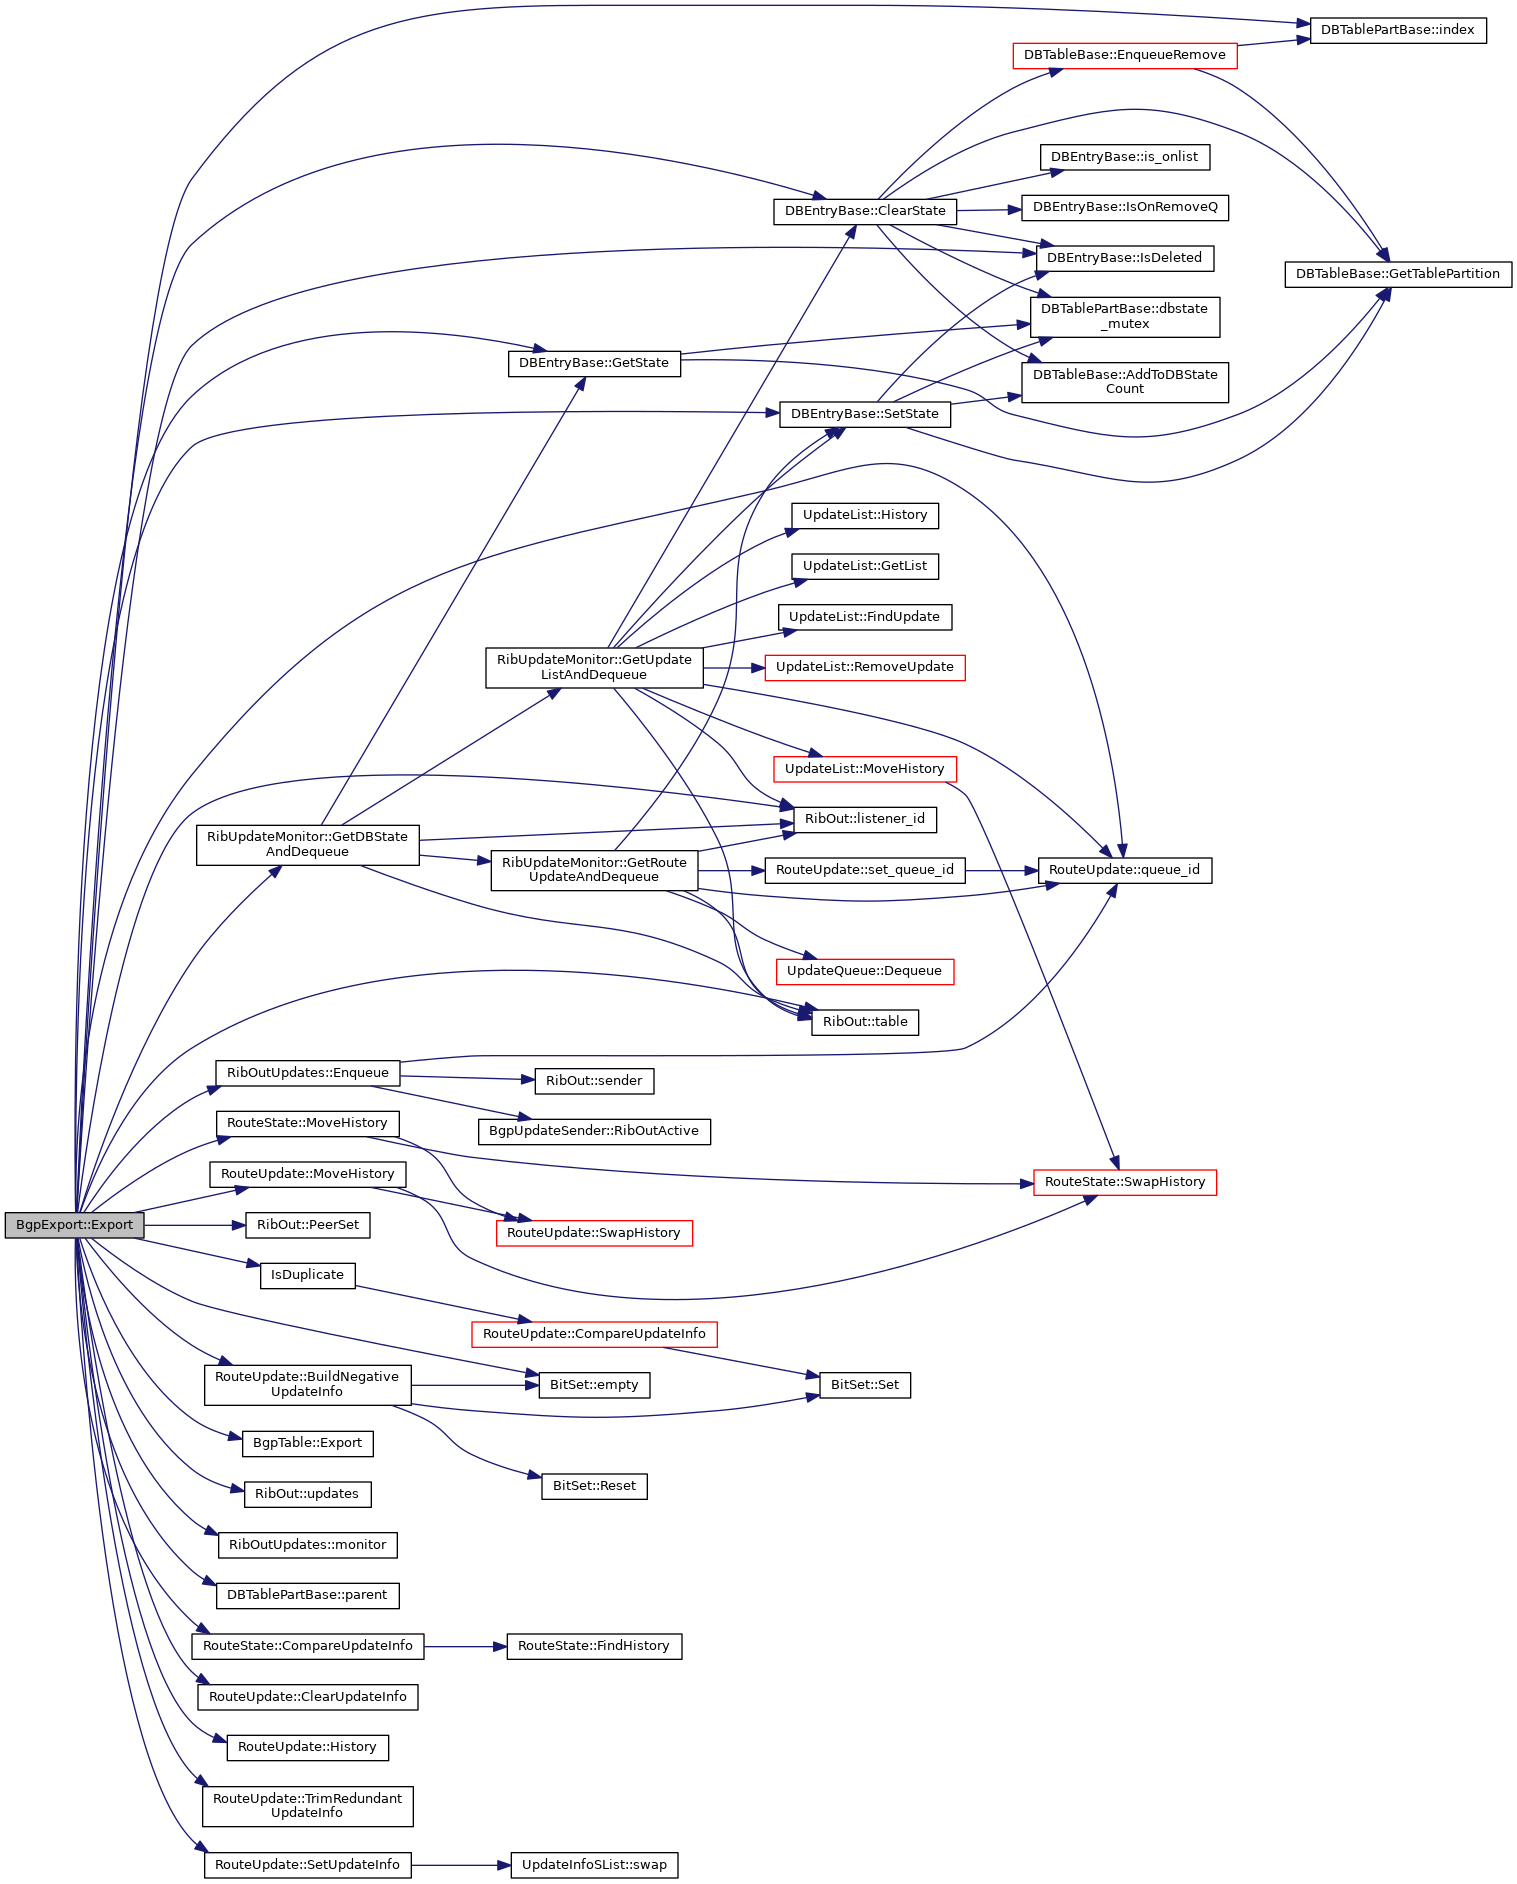 DBTablePartBase::index
DBTableBase::EnqueueRemove
DBEntryBase::is_onlist
DBEntryBase::ClearState
DBEntryBase::IsOnRemoveQ
DBEntryBase::IsDeleted
DBTableBase::GetTablePartition
DBTablePartBase::dbstate
_mutex
DBEntryBase::GetState
DBTableBase::AddToDBState
Count
DBEntryBase::SetState
UpdateList::History
UpdateList::GetList
UpdateList::FindUpdate
RibUpdateMonitor::GetUpdate
ListAndDequeue
UpdateList::RemoveUpdate
UpdateList::MoveHistory
RibOut::listener_id
RibUpdateMonitor::GetDBState
AndDequeue
RibUpdateMonitor::GetRoute
UpdateAndDequeue
RouteUpdate::set_queue_id
RouteUpdate::queue_id
UpdateQueue::Dequeue
RibOut::table
RibOutUpdates::Enqueue
RibOut::sender
RouteState::MoveHistory
BgpUpdateSender::RibOutActive
RouteUpdate::MoveHistory
RouteState::SwapHistory
BgpExport::Export
RibOut::PeerSet
RouteUpdate::SwapHistory
IsDuplicate
RouteUpdate::CompareUpdateInfo
RouteUpdate::BuildNegative
UpdateInfo
BitSet::empty
BitSet::Set
BgpTable::Export
BitSet::Reset
RibOut::updates
RibOutUpdates::monitor
DBTablePartBase::parent
RouteState::CompareUpdateInfo
RouteState::FindHistory
RouteUpdate::ClearUpdateInfo
RouteUpdate::History
RouteUpdate::TrimRedundant
UpdateInfo
RouteUpdate::SetUpdateInfo
UpdateInfoSList::swap